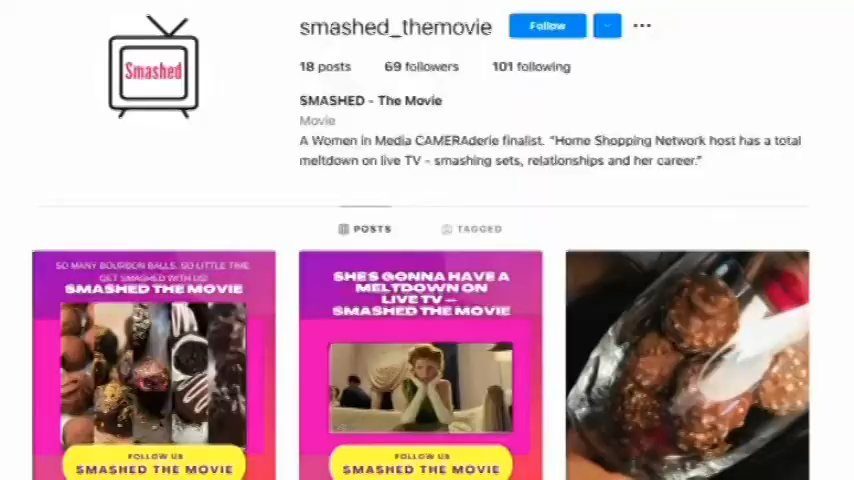 Smashed
smashed_themovie
Follow
18 posts 69 followers 101 following
SMASHED - The Movie
Movie
A Women in Media CAMERAderie finalist. "Home Shopping Network host has a total
meltdown on live TV - smashing sets, relationships and her career."
POSTS TAGGED
SO MANY BOURBON BALLS, SO LITTLE TIME
GET SMASHED WITH US!
SMASHED THE MOVIE
FOLLOW US
SMASHED THE MOVIE
SHE'S GONNA HAVE A
MELTDOWN ON
LIVE TV —
SMASHED THE MOVIE
FOLLOW US
SMASHED THE MOVIE